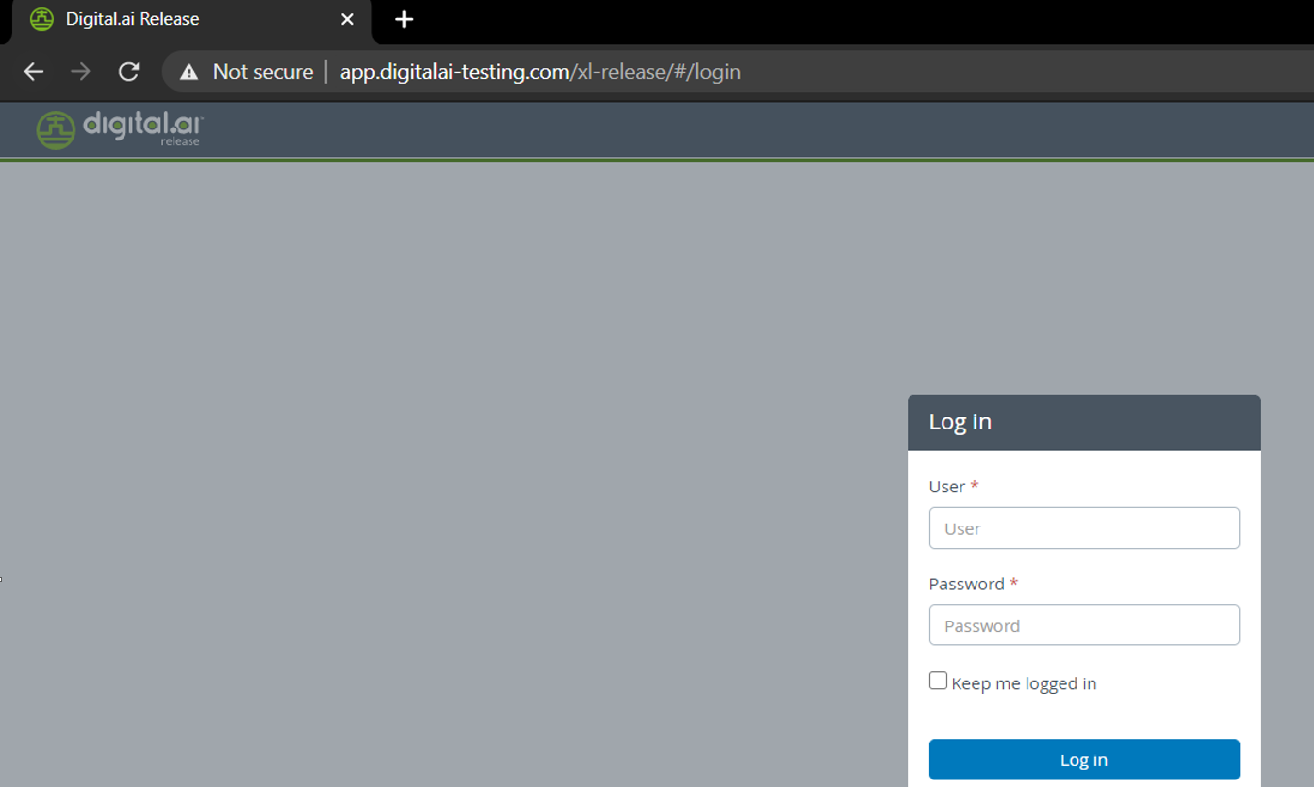 Digital.ai Release
Not secure app.digitalai-testing.com/xl-release/#/login
digital.ai
release
Log in
User *
User
Password *
Password
Keep me logged in
Log in